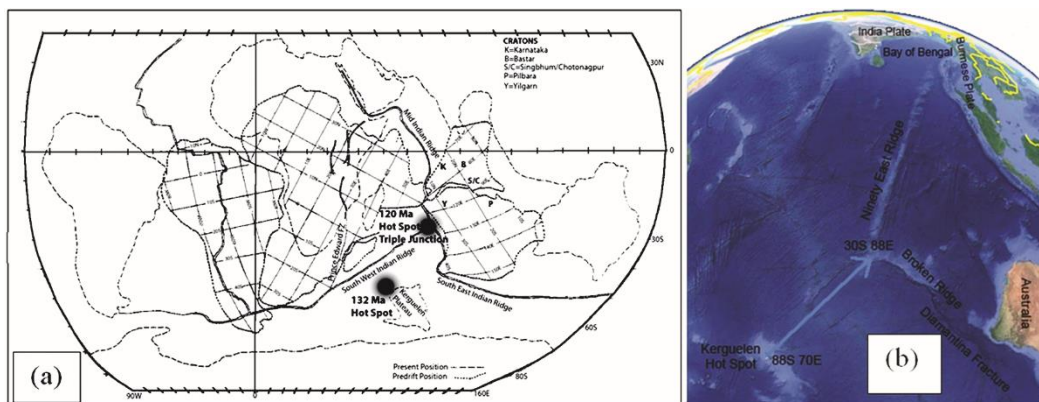 CRATONS
K=Karnataka
B=Bastar
S/C=Singbhum/Chotonagpur
P=Pilbara
Y=Yilgarn
30N
Mid Indian Ridge
0
K B
S/C
Y P
120 Ma
Hot Spot
Triple Junction
30S
Prince Edward FZ
South West Indian Ridge
132 Ma
Hot Spot
Kerguelen
Plateau
South East Indian Ridge
60S
Present Position
Predrift Position
80S
90W
0
160E
(a)
India Plate
Bay of Bengal
Burmese Plate
Ninety East Ridge
30S 88E
Broken Ridge
Diamantina Fracture
Australia
Kerguelen
Hot Spot
88S 70E
(b)